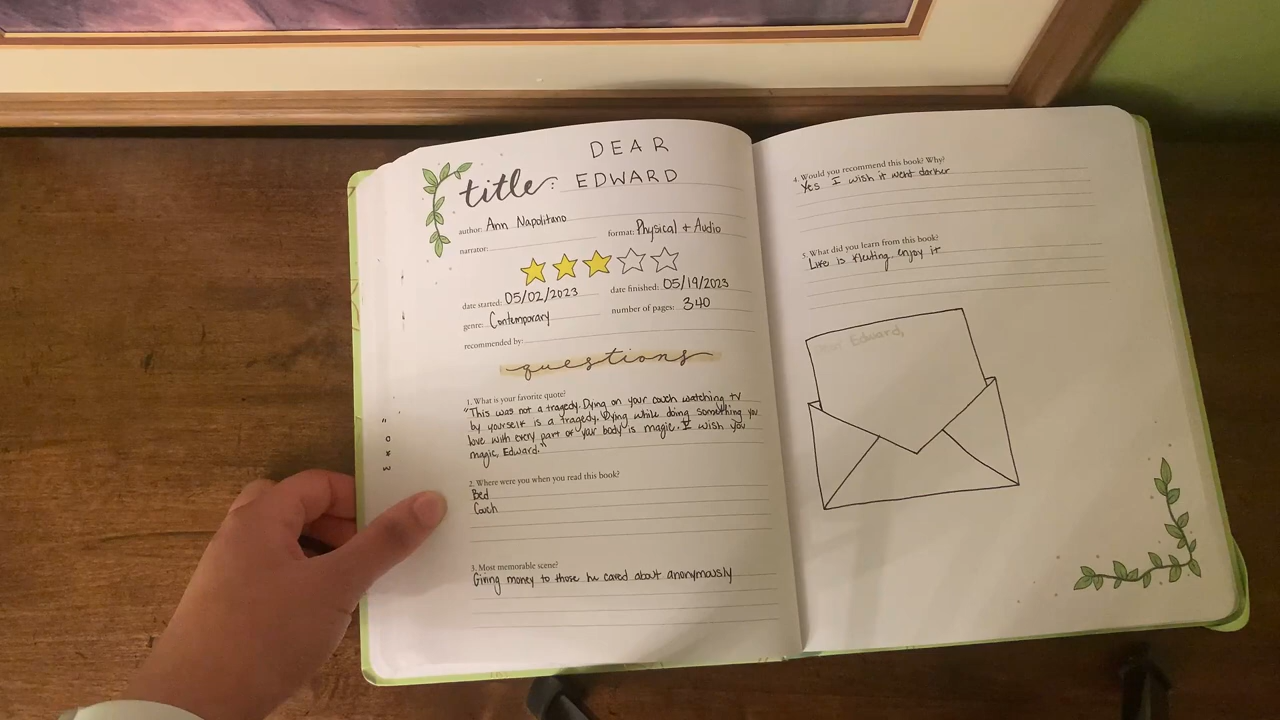 DEAR
title: EDWARD
author: Ann Napolitano
narrator: format: Physical + Audio
date started: 05/02/2023 date finished: 05/19/2023
genre: Contemporary number of pages: 340
recommended by:
questions
1. What is your favorite quote?
"This was not a tragedy. Dying on your couch watching tv
by yourself is a tragedy. Dying while doing something you
love with every part of your body is magic. I wish you
magic, Edward."
2. Where were you when you read this book?
Bed
Couch
3. Most memorable scene?
Giving money to those he cared about anonymously
4. Would you recommend this book? Why?
Yes I wish it went darker
5. What did you learn from this book?
Life is fleeting. enjoy it
Dear Edward,